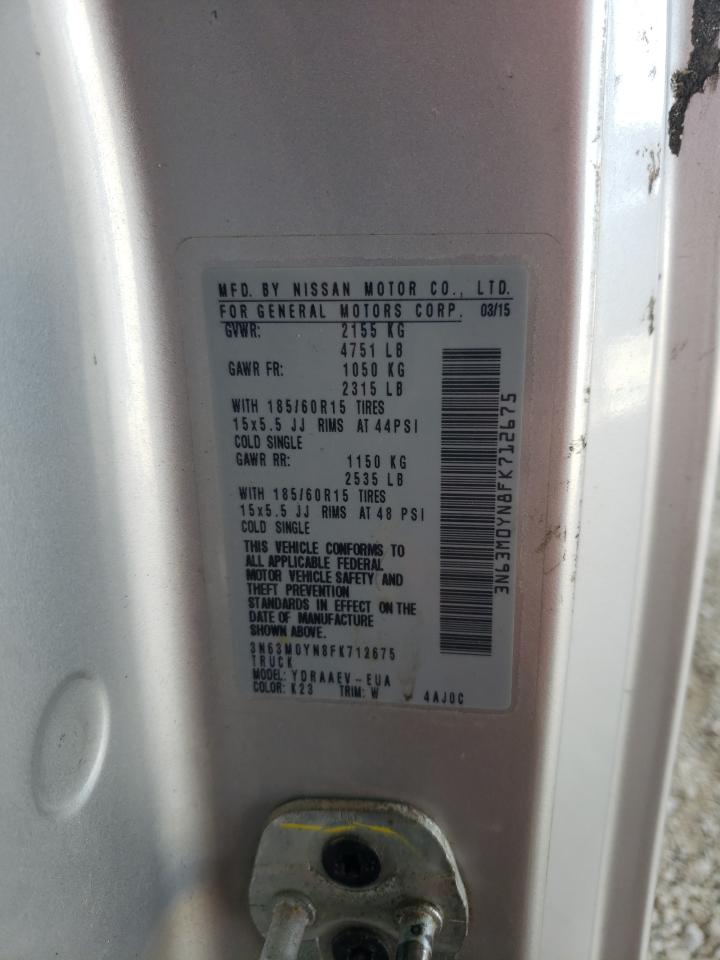 MFD. BY NISSAN MOTOR CO., LTD.
FOR GENERAL MOTORS CORP. 03/15
GVWR: 2155 KG
4751 LB
GAWR FR: 1050 KG
2315 LB
WITH 185/60R15 TIRES
15x5.5 JJ RIMS AT 44PSI
COLD SINGLE
GAWR RR: 1150 KG
2535 LB
WITH 185/60R15 TIRES
15x5.5 JJ RIMS AT 48 PSI
COLD SINGLE
THIS VEHICLE CONFORMS TO
ALL APPLICABLE FEDERAL
MOTOR VEHICLE SAFETY AND
THEFT PREVENTION
STANDARDS IN EFFECT ON THE
DATE OF MANUFACTURE
SHOWN ABOVE.
3N63M0YN8FK712675
TRUCK
MODEL: YDRAAEV-EUA
COLOR: K23 TRIM: W 4AJ0C
3N63M0YN8FK712675